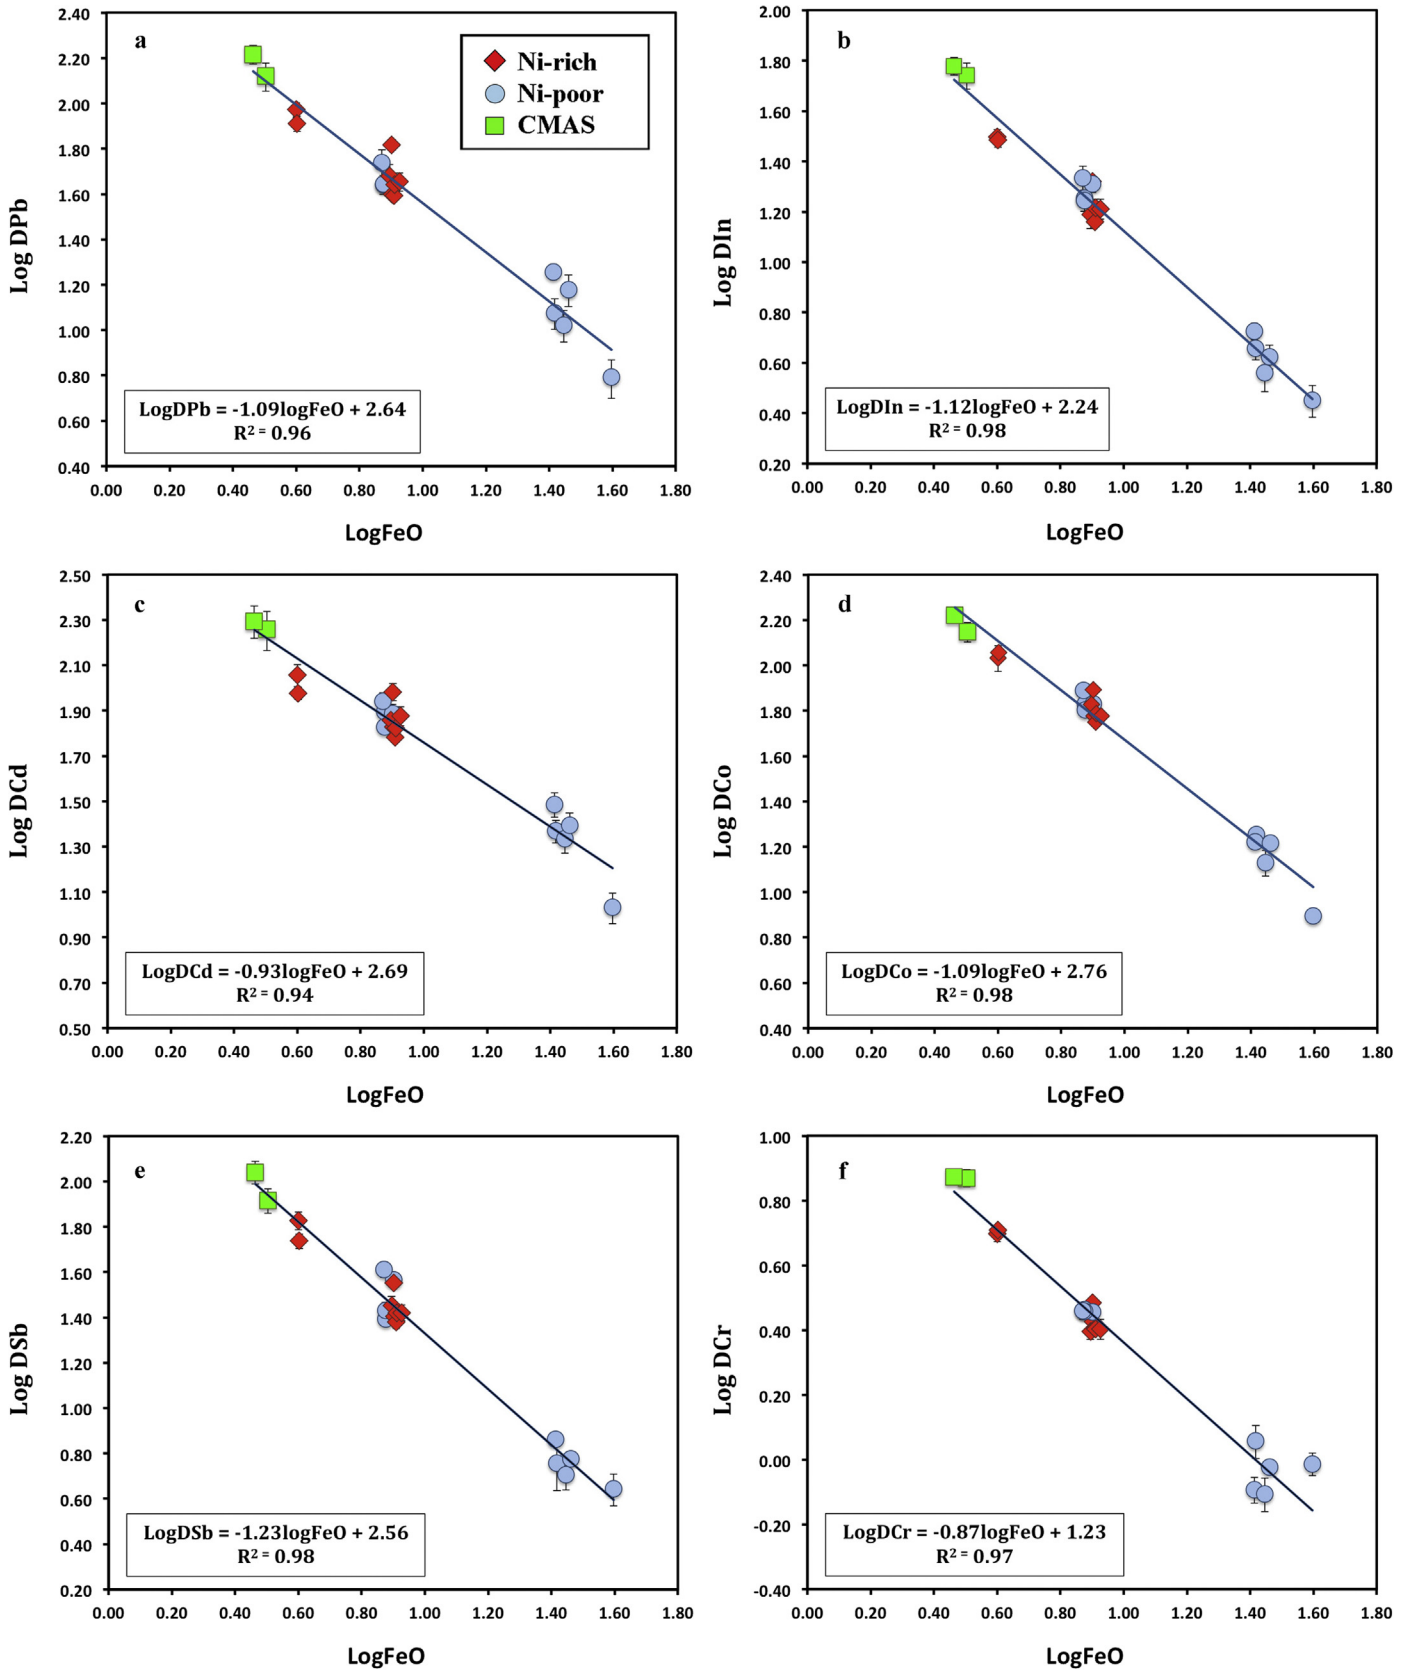 a
Ni-rich
Ni-poor
CMAS
2.40
2.20
2.00
1.80
1.60
1.40
1.20
1.00
0.80
0.60
0.40
Log DPb
LogDPb = -1.09logFeO + 2.64
R² = 0.96
0.00 0.20 0.40 0.60 0.80 1.00 1.20 1.40 1.60 1.80
LogFeO
b
2.00
1.80
1.60
1.40
1.20
1.00
0.80
0.60
0.40
0.20
Log DIn
LogDIn = -1.12logFeO + 2.24
R² = 0.98
0.00 0.20 0.40 0.60 0.80 1.00 1.20 1.40 1.60 1.80
LogFeO
c
2.50
2.30
2.10
1.90
1.70
1.50
1.30
1.10
0.90
0.70
0.50
Log DCd
LogDCd = -0.93logFeO + 2.69
R² = 0.94
0.00 0.20 0.40 0.60 0.80 1.00 1.20 1.40 1.60 1.80
LogFeO
d
2.40
2.20
2.00
1.80
1.60
1.40
1.20
1.00
0.80
0.60
0.40
Log DCo
LogDCo = -1.09logFeO + 2.76
R² = 0.98
0.00 0.20 0.40 0.60 0.80 1.00 1.20 1.40 1.60 1.80
LogFeO
e
2.20
2.00
1.80
1.60
1.40
1.20
1.00
0.80
0.60
0.40
0.20
Log DSb
LogDSb = -1.23logFeO + 2.56
R² = 0.98
0.00 0.20 0.40 0.60 0.80 1.00 1.20 1.40 1.60 1.80
LogFeO
f
1.00
0.80
0.60
0.40
0.20
0.00
-0.20
-0.40
Log DCr
LogDCr = -0.87logFeO + 1.23
R² = 0.97
0.00 0.20 0.40 0.60 0.80 1.00 1.20 1.40 1.60 1.80
LogFeO